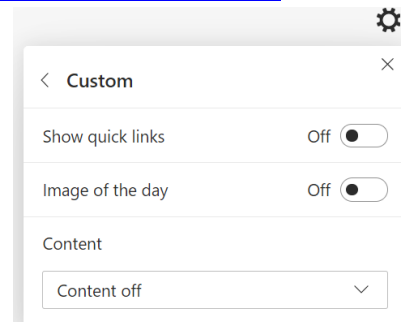 Custom
Show quick links Off
Image of the day Off
Content
Content off